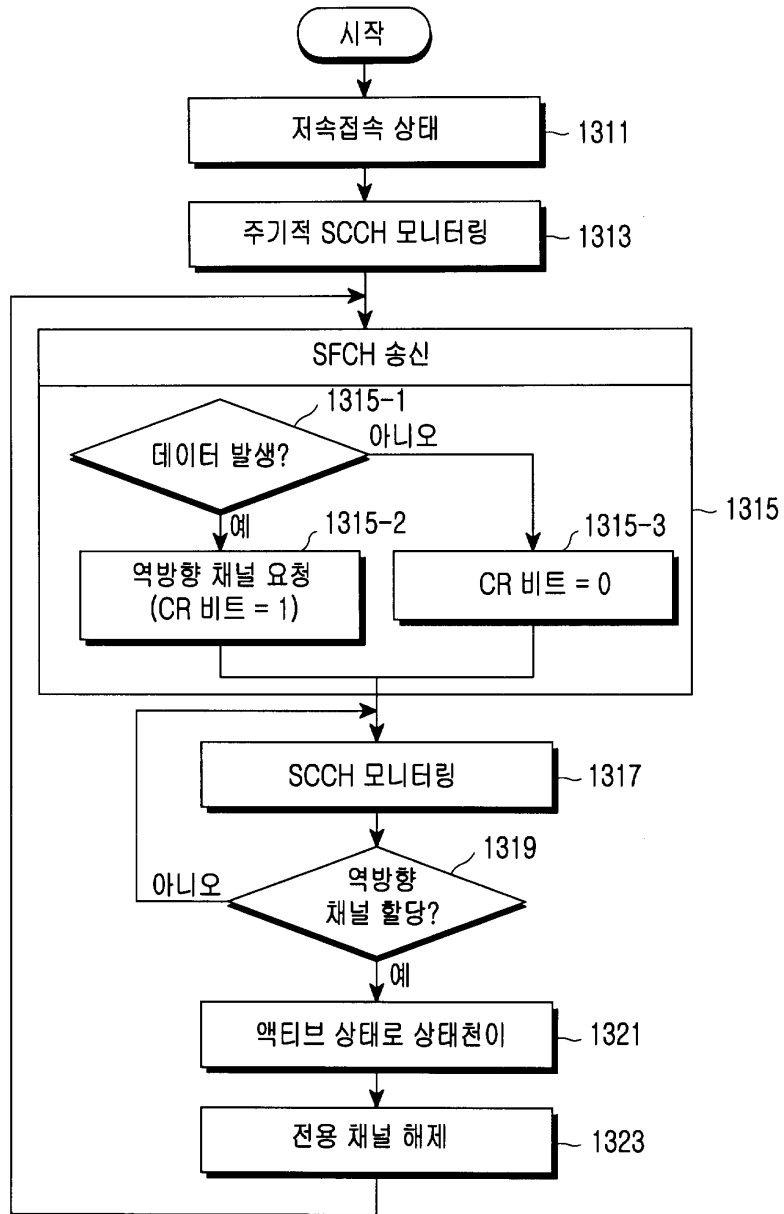 시작
저속접속 상태
1311
주기적 SCCH 모니터링
1313
SFCH 송신
1315-1
데이터 발생?
아니오
예
1315-2
1315-3
1315
역방향 채널 요청
(CR 비트 = 1)
CR 비트 = 0
SCCH 모니터링
1317
1319
아니오
역방향
채널 할당?
예
액티브 상태로 상태천이
1321
전용 채널 해제
1323